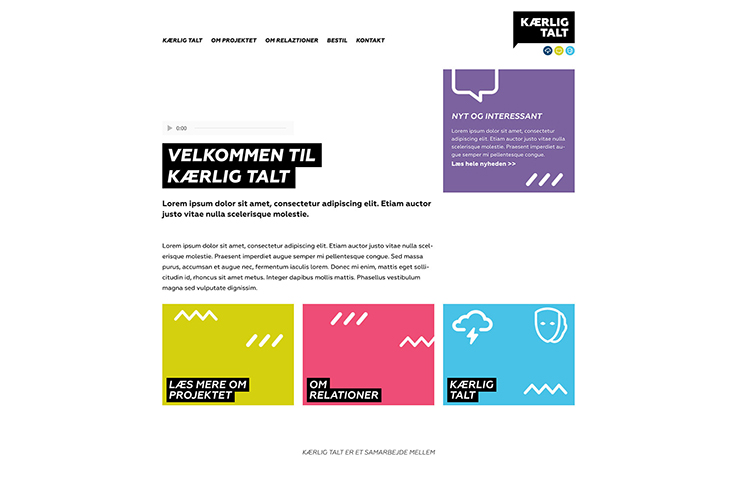 KÆRLIG TALT OM PROJEKTET OM RELAZTIONER BESTIL KONTAKT
KÆRLIG
TALT
NYT OG INTERESSANT
Lorem ipsum dolor sit amet, consectetur
adipiscing elit. Etiam auctor justo vitae nulla
scelerisque molestie. Praesent imperdiet au-
gue semper mi pellentesque congue.
Læs hele nyheden >>
0:00
VELKOMMEN TIL
KÆRLIG TALT
Lorem ipsum dolor sit amet, consectetur adipiscing elit. Etiam auctor
justo vitae nulla scelerisque molestie.
Lorem ipsum dolor sit amet, consectetur adipiscing elit. Etiam auctor justo vitae nulla scel-
erisque molestie. Praesent imperdiet augue semper mi pellentesque congue. Sed massa
purus, accumsan et augue nec, fermentum iaculis lorem. Donec mi enim, mattis eget solli-
citudin id, rhoncus sit amet metus. Integer dapibus mollis mattis. Phasellus vestibulum
magna sed vulputate dignissim.
LÆS MERE OM
PROJEKTET
OM
RELATIONER
KÆRLIG
TALT
KÆRLIG TALT ER ET SAMARBEJDE MELLEM